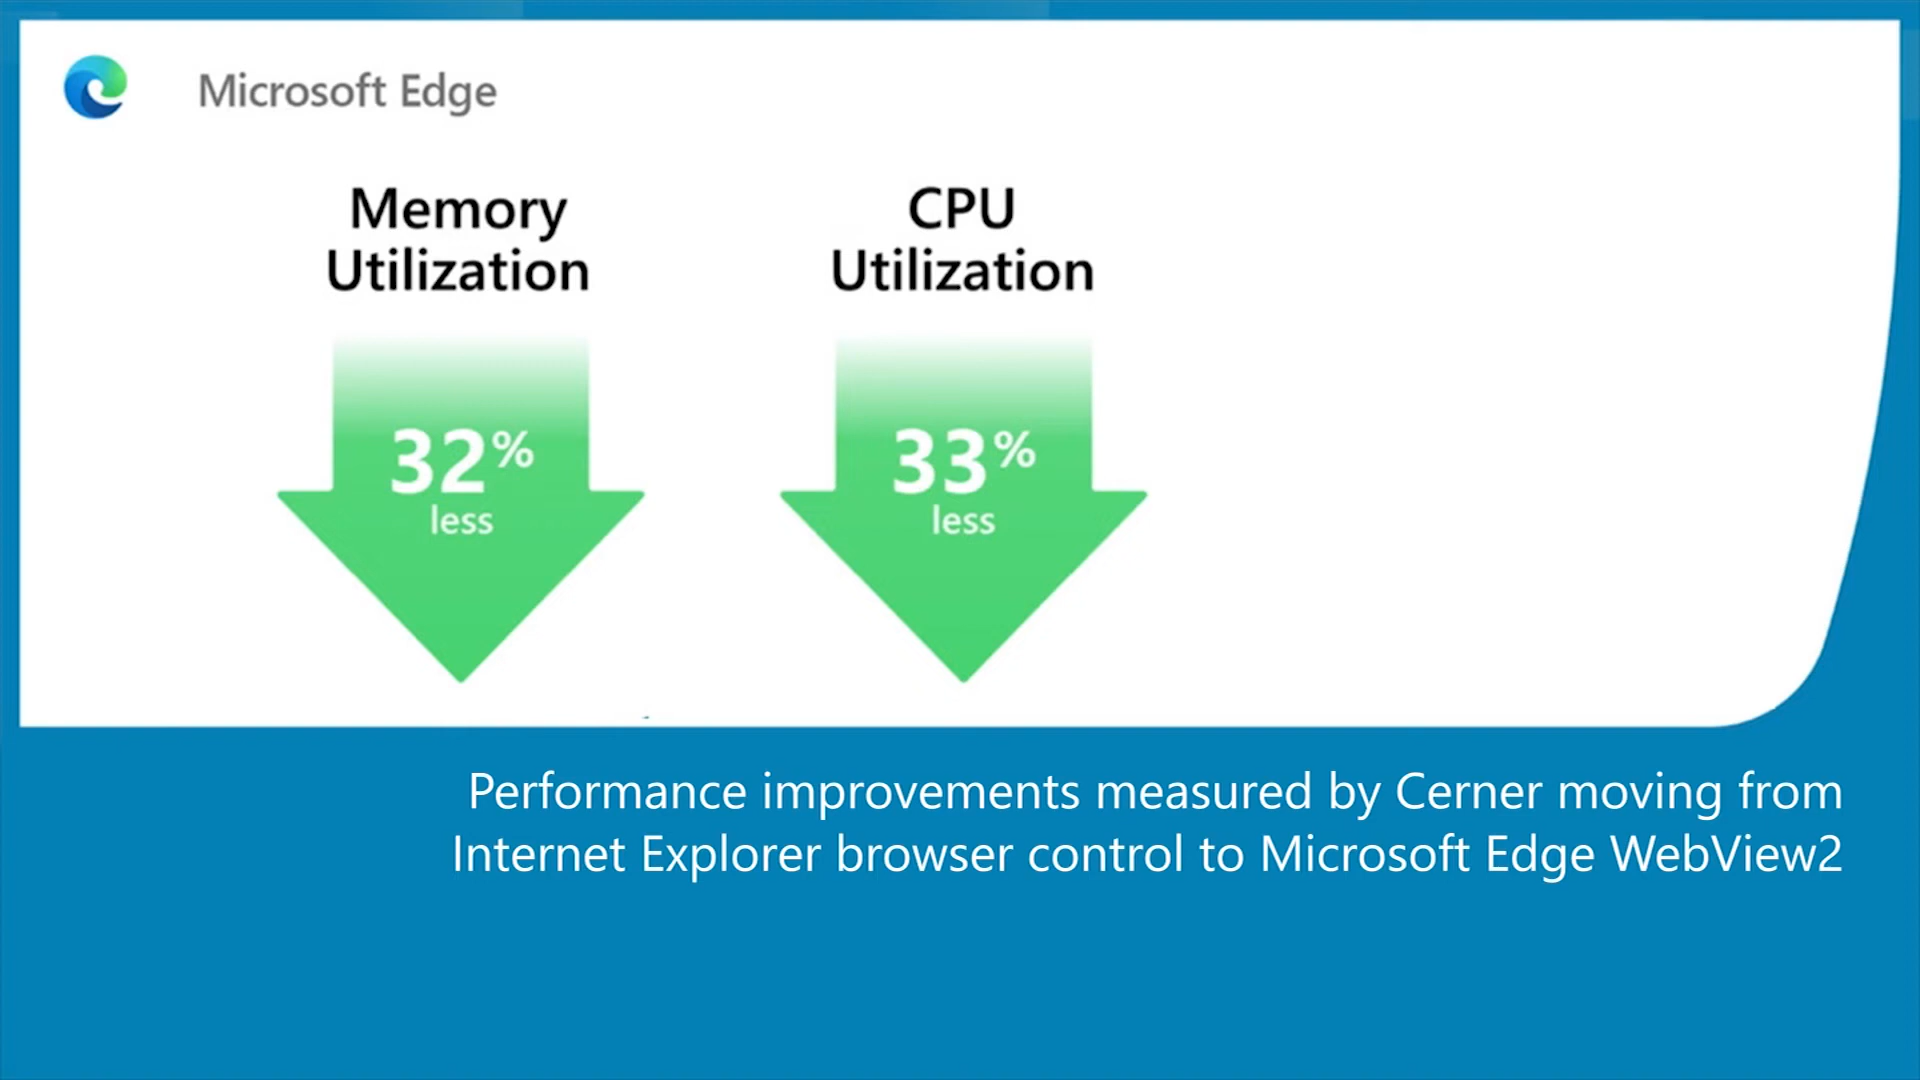 Microsoft Edge
Memory
Utilization
32%
less
CPU
Utilization
33%
less
Performance improvements measured by Cerner moving from
Internet Explorer browser control to Microsoft Edge WebView2